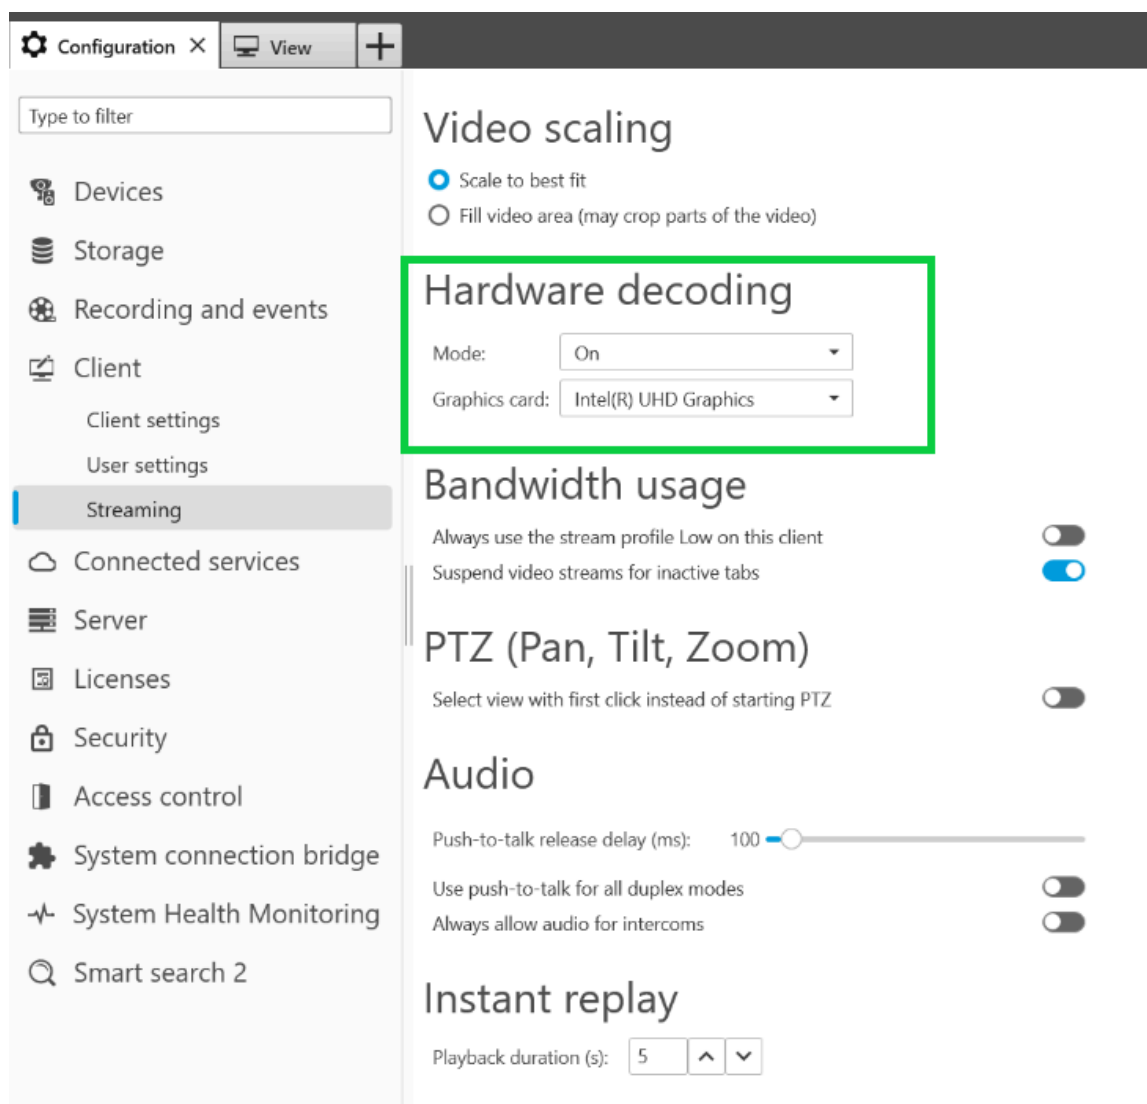 Configuration
View
Type to filter
Devices
Storage
Recording and events
Client
Client settings
User settings
Streaming
Connected services
Server
Licenses
Security
Access control
System connection bridge
System Health Monitoring
Smart search 2
Video scaling
Scale to best fit
Fill video area (may crop parts of the video)
Hardware decoding
Mode: On
Graphics card: Intel(R) UHD Graphics
Bandwidth usage
Always use the stream profile Low on this client
Suspend video streams for inactive tabs
PTZ (Pan, Tilt, Zoom)
Select view with first click instead of starting PTZ
Audio
Push-to-talk release delay (ms): 100
Use push-to-talk for all duplex modes
Always allow audio for intercoms
Instant replay
Playback duration (s): 5